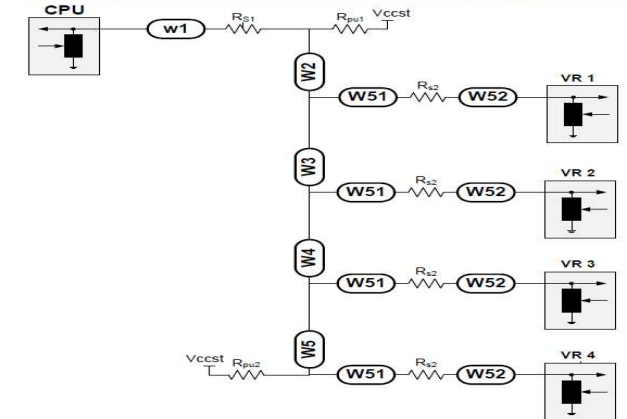 CPU
w1
RS1
Rpu1
Vccst
W2
VR 1
W51
Rs2
W52
W3
VR 2
W51
Rs2
W52
W4
VR 3
W51
Rs2
W52
W5
VR 4
Vccst
Rpu2
W51
Rs2
W52